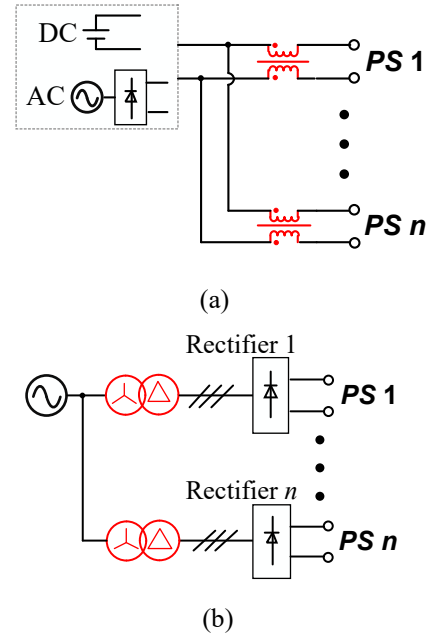 DC
AC
PS 1
PS n
(a)
Rectifier 1
PS 1
Rectifier n
PS n
(b)